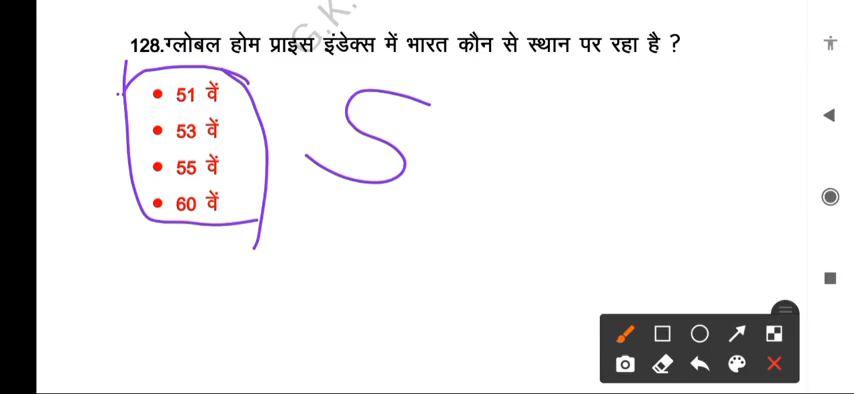 G.K.
128.ग्लोबल होम प्राइस इंडेक्स में भारत कौन से स्थान पर रहा है ?
• 51 वें
• 53 वें
• 55 वें
• 60 वें
S